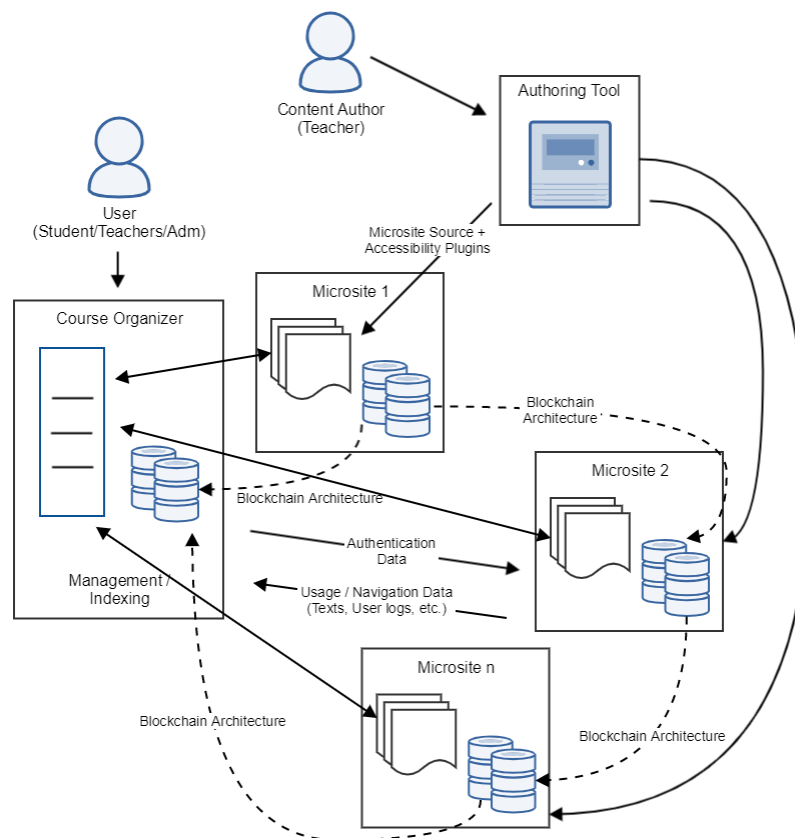 Content Author
(Teacher)
Authoring Tool
User
(Student/Teachers/Adm)
Microsite Source +
Accessibility Plugins
Microsite 1
Course Organizer
Blockchain
Architecture
Microsite 2
Blockchain Architecture
Authentication
Data
Management /
Indexing
Usage / Navigation Data
(Texts, User logs, etc.)
Microsite n
Blockchain Architecture
Blockchain Architecture